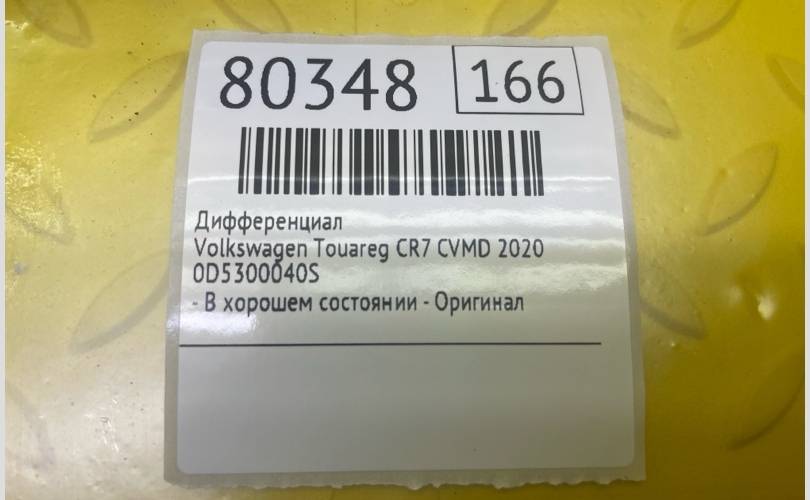 80348 166
Дифференциал
Volkswagen Touareg CR7 CVMD 2020
0D5300040S
- В хорошем состоянии - Оригинал